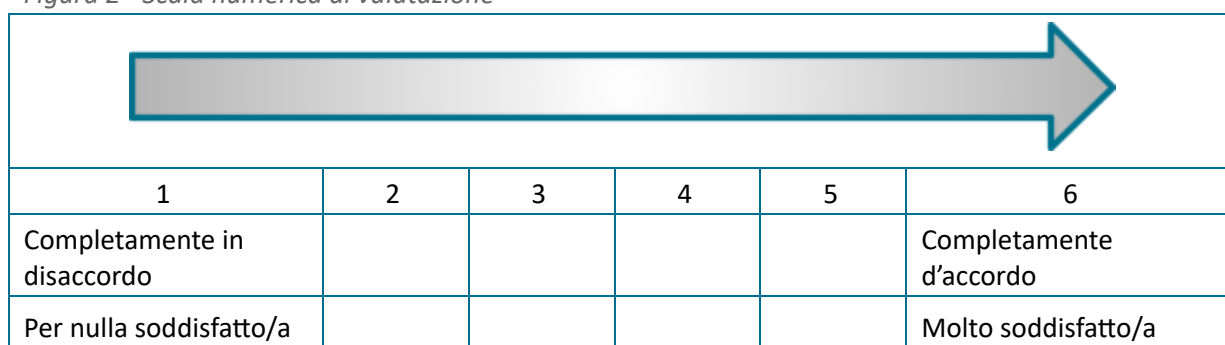 Figura 2 - Scala numerica di valutazione
1 2 3 4 5 6
Completamente in disaccordo
Completamente d'accordo
Per nulla soddisfatto/a
Molto soddisfatto/a